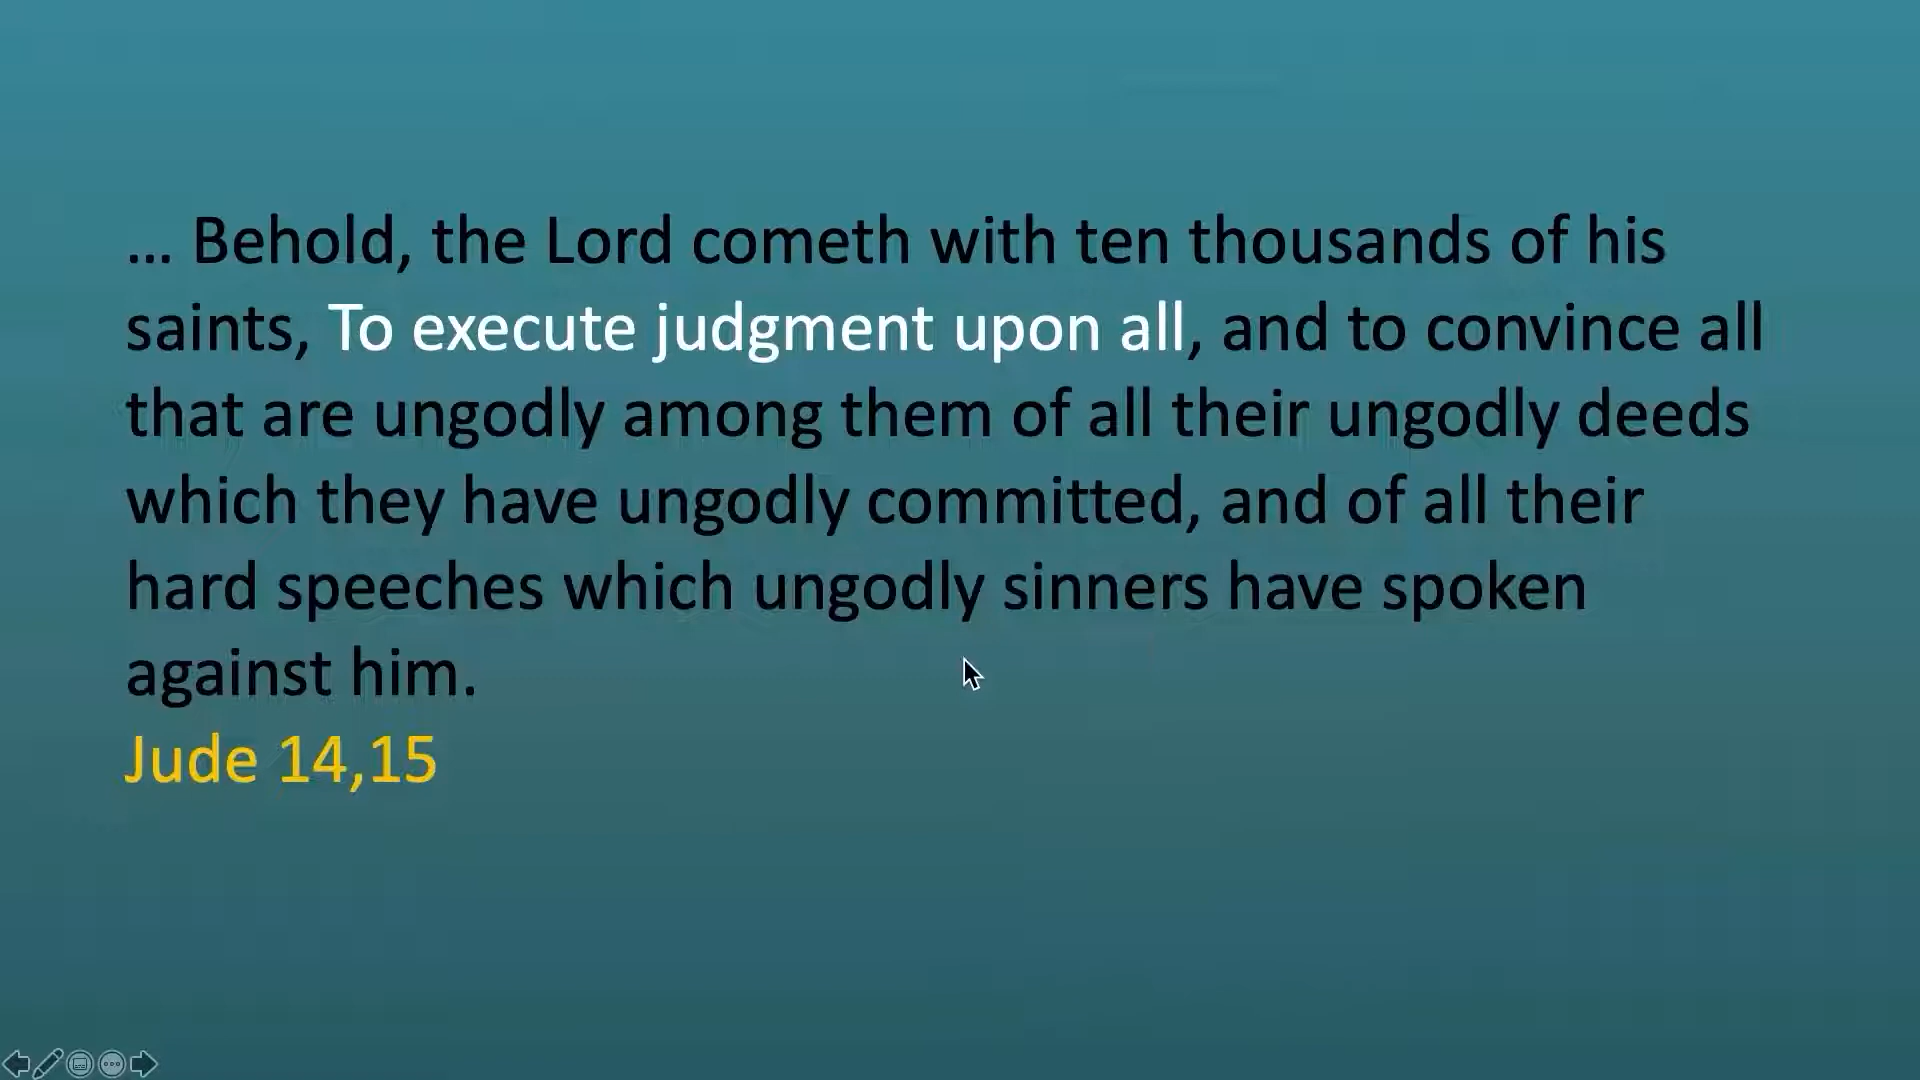 ... Behold, the Lord cometh with ten thousands of his
saints, To execute judgment upon all, and to convince all
that are ungodly among them of all their ungodly deeds
which they have ungodly committed, and of all their
hard speeches which ungodly sinners have spoken
against him.
Jude 14,15